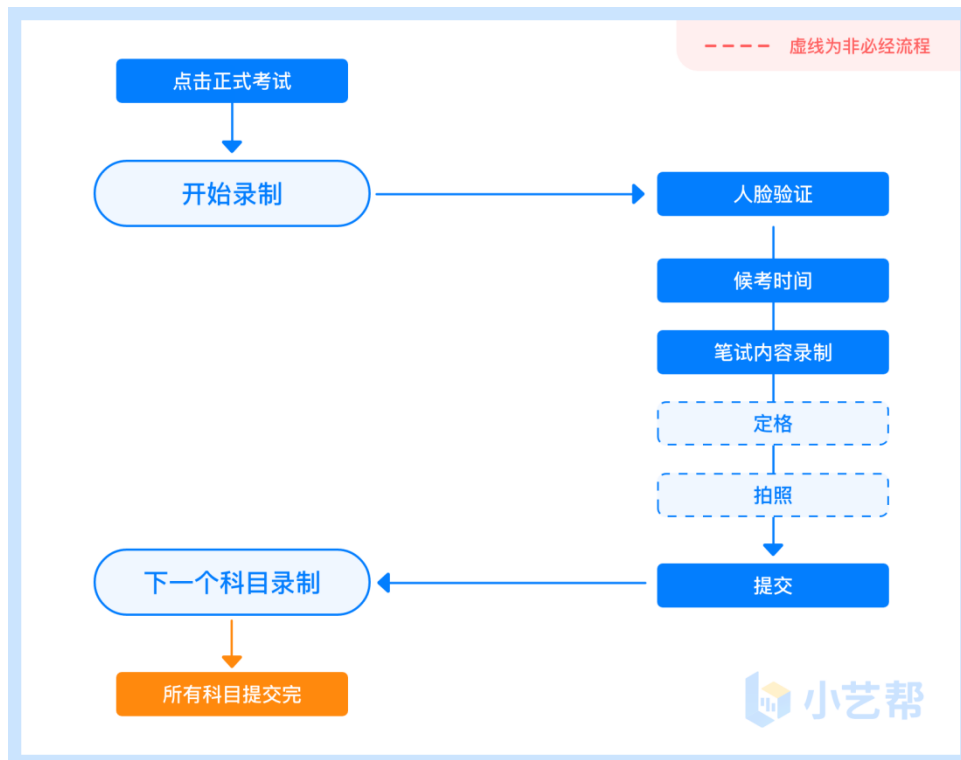 虚线为非必经流程
点击正式考试
开始录制
人脸验证
候考时间
笔试内容录制
定格
拍照
提交
下一个科目录制
所有科目提交完
小艺帮